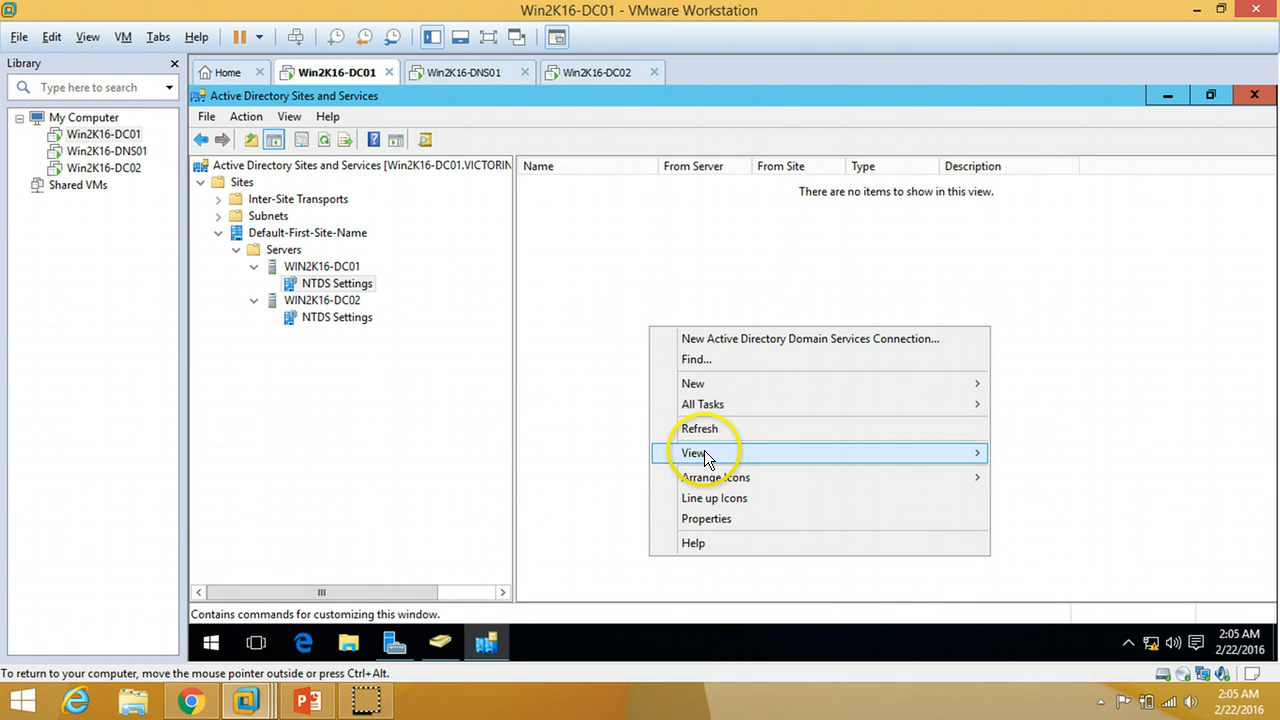 Win2K16-DC01 - VMware Workstation
File Edit View VM Tabs Help
Library
Type here to search
My Computer
Win2K16-DC01
Win2K16-DNS01
Win2K16-DC02
Shared VMs
Home Win2K16-DC01 Win2K16-DNS01 Win2K16-DC02
Active Directory Sites and Services
File Action View Help
Active Directory Sites and Services [Win2K16-DC01.VICTORIN
Sites
Inter-Site Transports
Subnets
Default-First-Site-Name
Servers
WIN2K16-DC01
NTDS Settings
WIN2K16-DC02
NTDS Settings
Name From Server From Site Type Description
There are no items to show in this view.
New Active Directory Domain Services Connection...
Find...
New
All Tasks
Refresh
View
Arrange Icons
Line up Icons
Properties
Help
Contains commands for customizing this window.
2:05 AM
2/22/2016
To return to your computer, move the mouse pointer outside or press Ctrl+Alt.
2:05 AM
2/22/2016